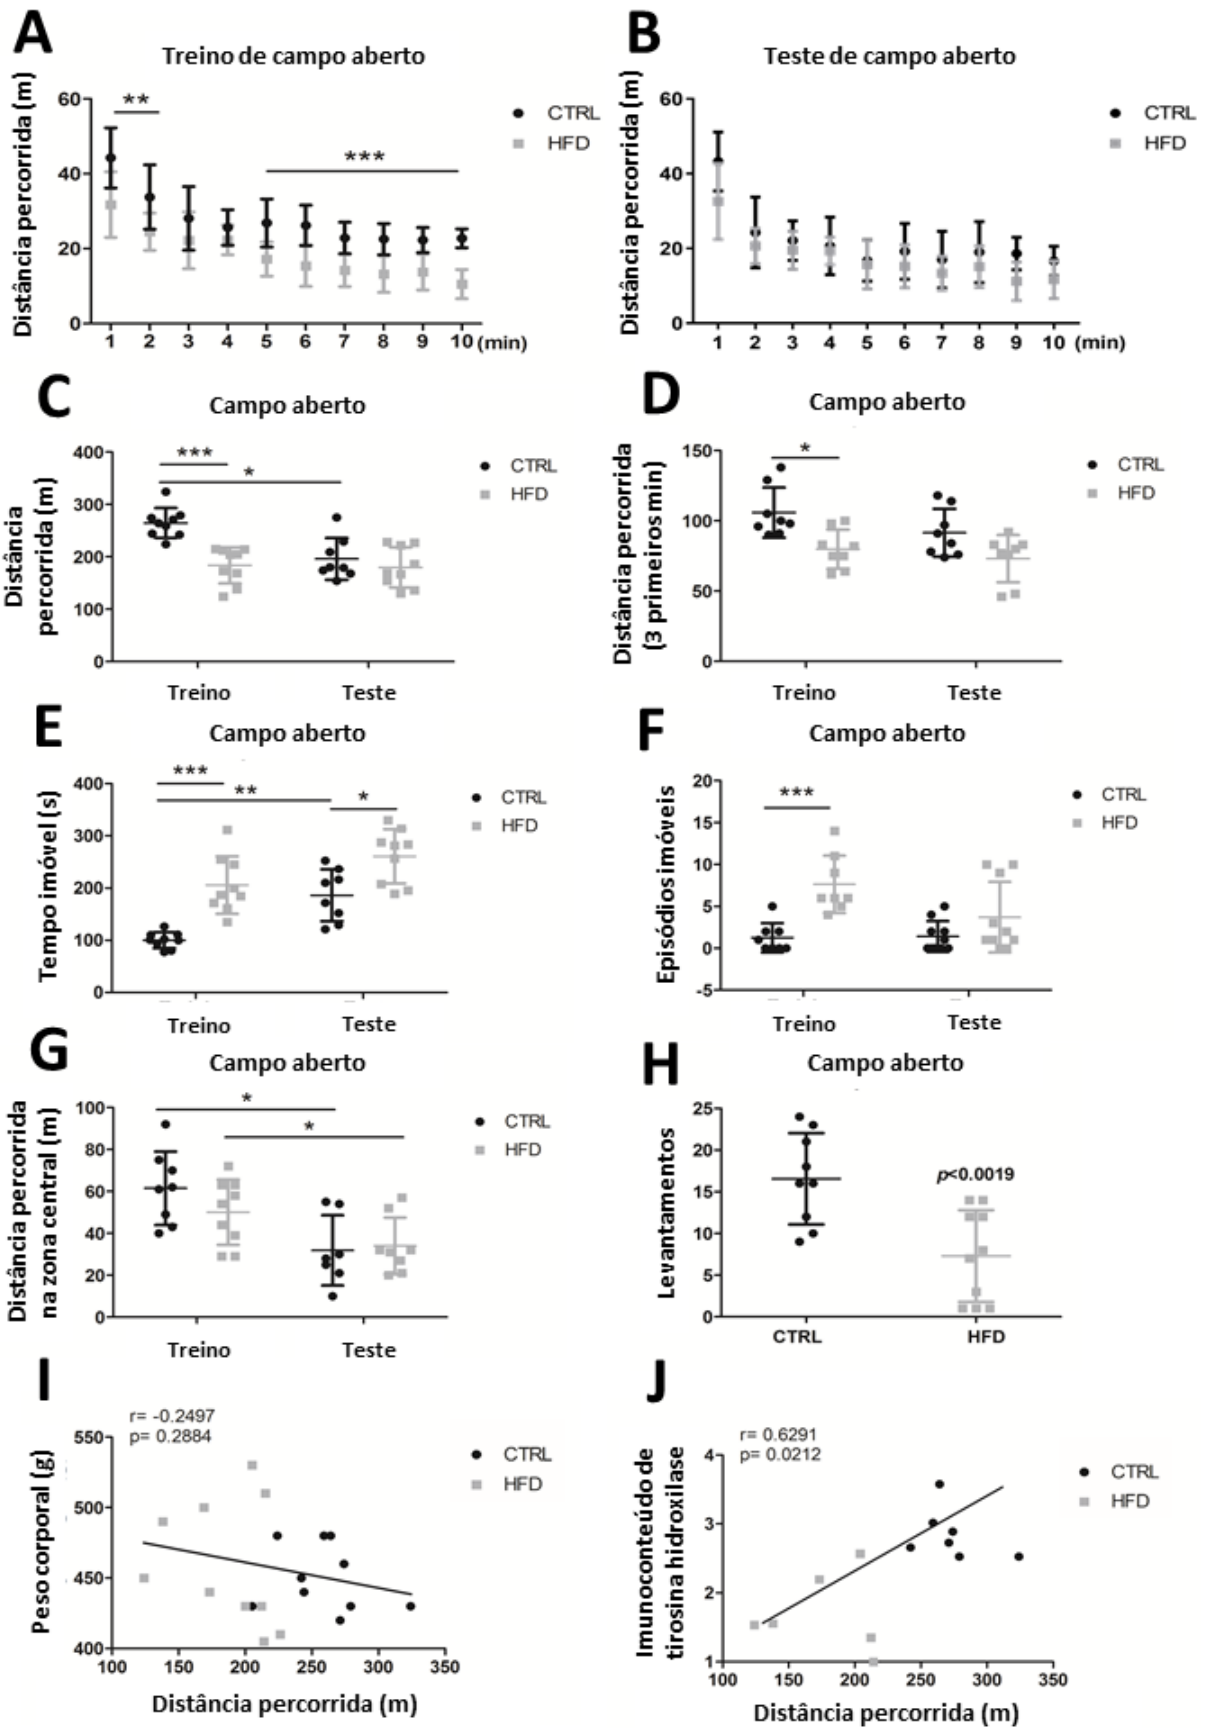 A
Treino de campo aberto
Distância percorrida (m)
60
40
20
0
**
***
CTRL
HFD
1 2 3 4 5 6 7 8 9 10 (min)
B
Teste de campo aberto
Distância percorrida (m)
60
40
20
0
CTRL
HFD
1 2 3 4 5 6 7 8 9 10 (min)
C
Campo aberto
Distância
percorrida (m)
400
300
200
100
0
***
*
CTRL
HFD
Treino Teste
D
Campo aberto
Distância percorrida
(3 primeiros min)
150
100
50
0
*
CTRL
HFD
Treino Teste
E
Campo aberto
Tempo imóvel (s)
400
300
200
100
0
***
**
*
CTRL
HFD
Treino Teste
F
Campo aberto
Episódios imóveis
20
15
10
5
0
-5
***
CTRL
HFD
Treino Teste
G
Campo aberto
Distância percorrida
na zona central (m)
100
80
60
40
20
0
*
*
CTRL
HFD
Treino Teste
H
Campo aberto
Levantamentos
25
20
15
10
5
0
p<0.0019
CTRL HFD
I
r= -0.2497
p= 0.2884
Peso corporal (g)
550
500
450
400
CTRL
HFD
100 150 200 250 300 350
Distância percorrida (m)
J
r= 0.6291
p= 0.0212
Imunoconteúdo de
tirosina hidroxilase
4
3
2
1
CTRL
HFD
100 150 200 250 300 350
Distância percorrida (m)